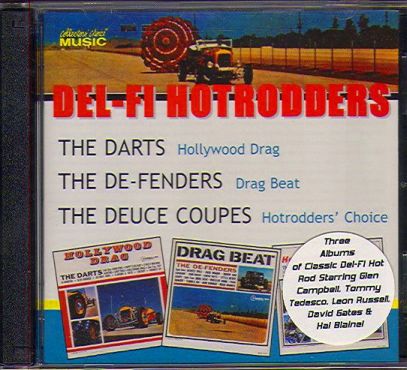 Collectors' Choice
MUSIC
DEL-FI HOTRODDERS
THE DARTS Hollywood Drag
THE DE-FENDERS Drag Beat
THE DEUCE COUPES Hotrodders' Choice
HOLLYWOOD
DRAG
THE DARTS
DRAG BEAT
THE DE-FENDERS
Three
Albums
of Classic Del-Fi Hot
Rod Starring Glen
Campbell, Tommy
Tedesco, Leon Russell,
David Gates &
Hal Blaine!